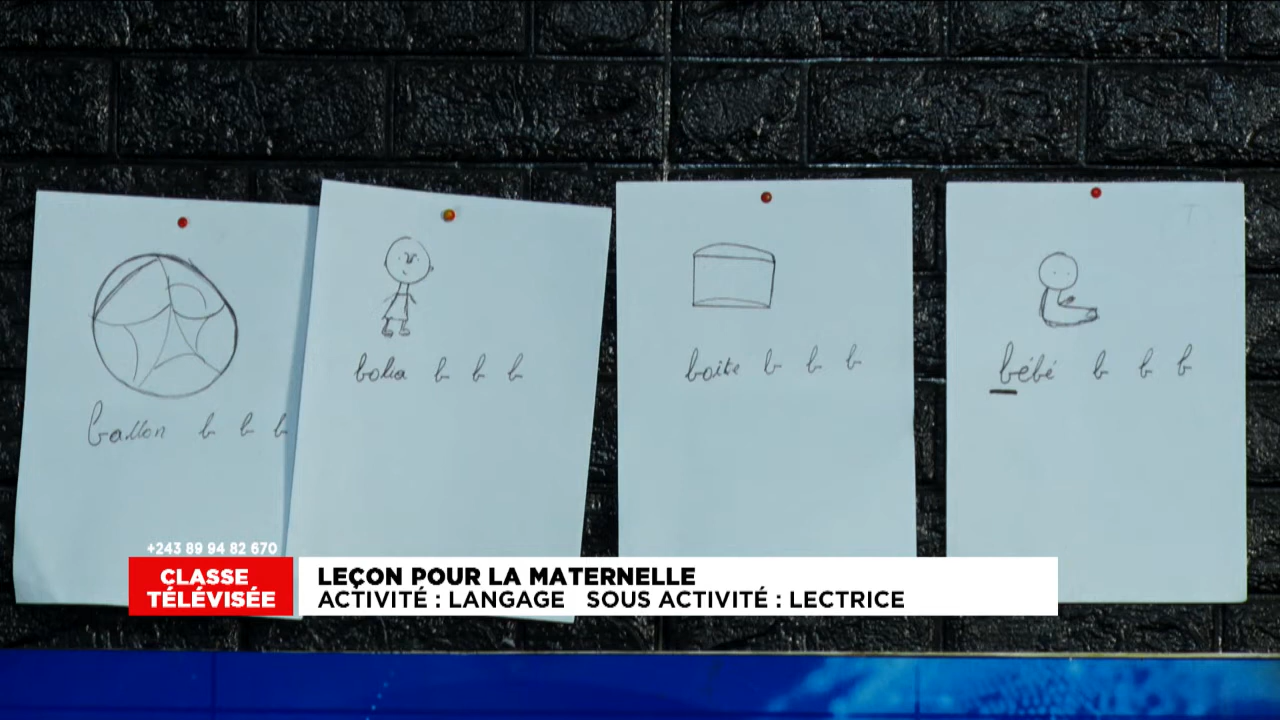 ballon b b b
boba b b b
boite b b b
bébé b b b
+243 89 94 82 670
CLASSE
TÉLÉVISÉE
LEÇON POUR LA MATERNELLE
ACTIVITÉ : LANGAGE SOUS ACTIVITÉ : LECTRICE